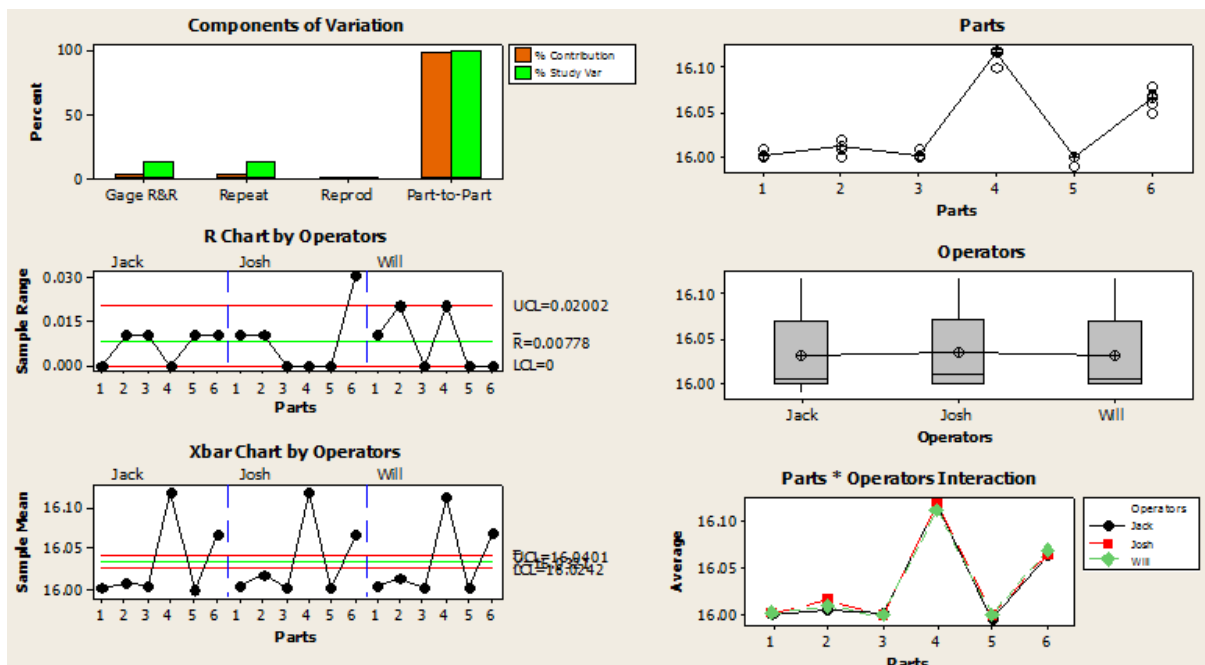 Components of Variation
100
50
0
Percent
Gage R&R Repeat Reprod Part-to-Part
% Contribution
% Study Var
Parts
16.10
16.05
16.00
1 2 3 4 5 6
Parts
R Chart by Operators
Jack Josh Will
0.030
0.015
0.000
Sample Range
UCL=0.02002
R=0.00778
LCL=0
1 2 3 4 5 6 1 2 3 4 5 6 1 2 3 4 5 6
Parts
Operators
16.10
16.05
16.00
Jack Josh Will
Operators
Xbar Chart by Operators
Jack Josh Will
16.10
16.05
16.00
Sample Mean
UCL=16.0401
LCL=16.0242
1 2 3 4 5 6 1 2 3 4 5 6 1 2 3 4 5 6
Parts
Parts * Operators Interaction
16.10
16.05
16.00
Average
1 2 3 4 5 6
Parts
Operators
Jack
Josh
Will